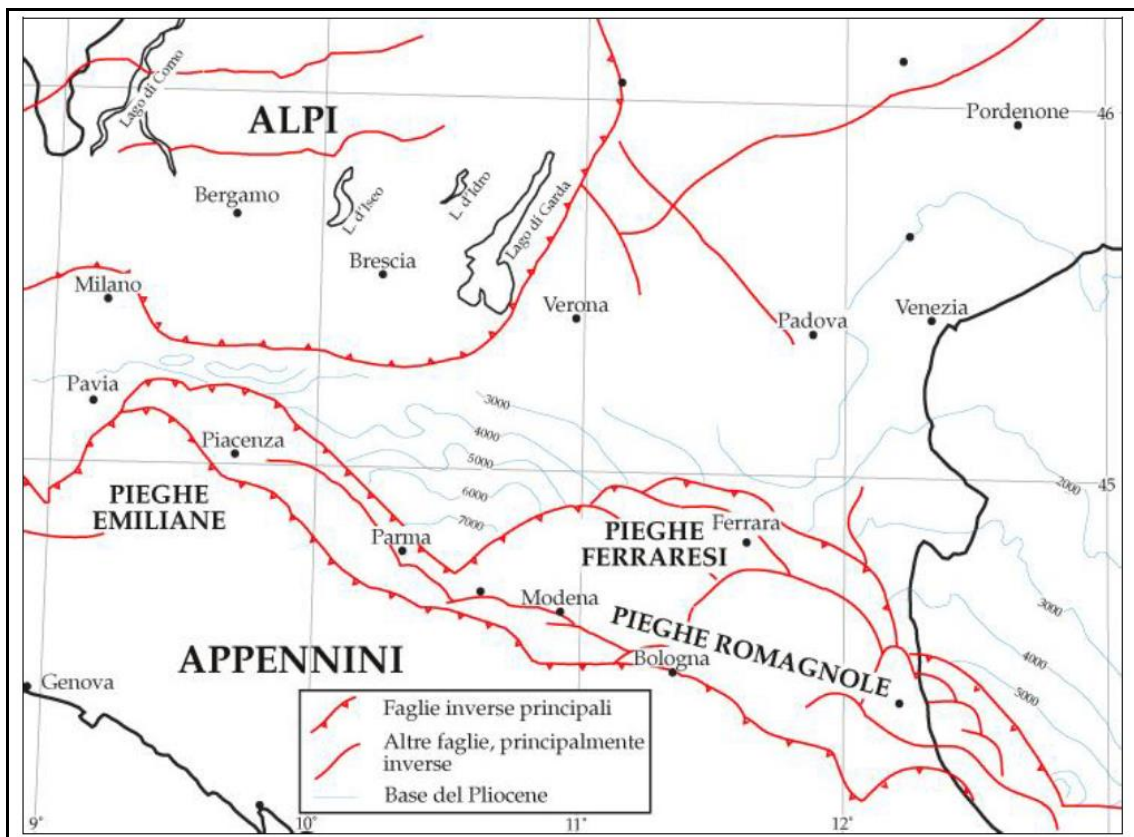 Lago di Como
ALPI
Pordenone
46
Bergamo
L. d'Iseo
L. d'Idro
Lago di Garda
Brescia
Milano
Verona
Padova
Venezia
Pavia
3000
4000
5000
6000
7000
Piacenza
45
2000
PIEGHE
EMILIANE
Parma
PIEGHE
FERRARESI
Ferrara
Modena
3000
PIEGHE ROMAGNOLE
4000
5000
APPENNINI
Bologna
Genova
Faglie inverse principali
Altre faglie, principalmente
inverse
Base del Pliocene
9°
10°
11°
12°